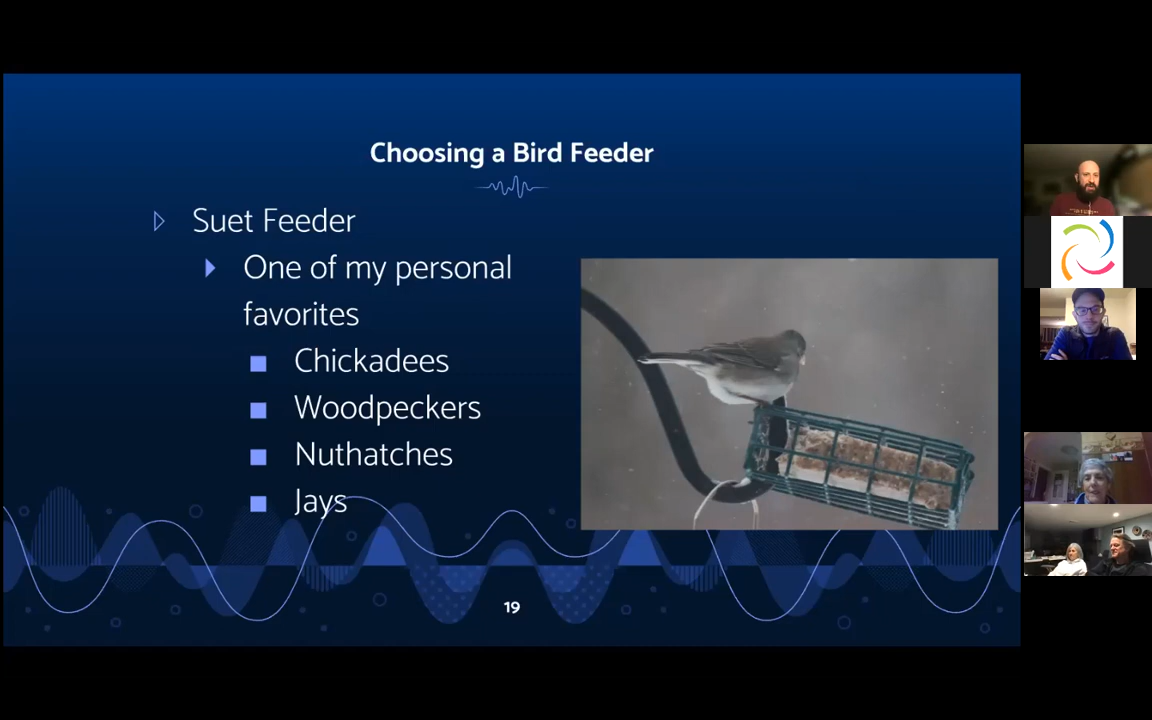 Choosing a Bird Feeder
Suet Feeder
One of my personal
favorites
Chickadees
Woodpeckers
Nuthatches
Jays
19